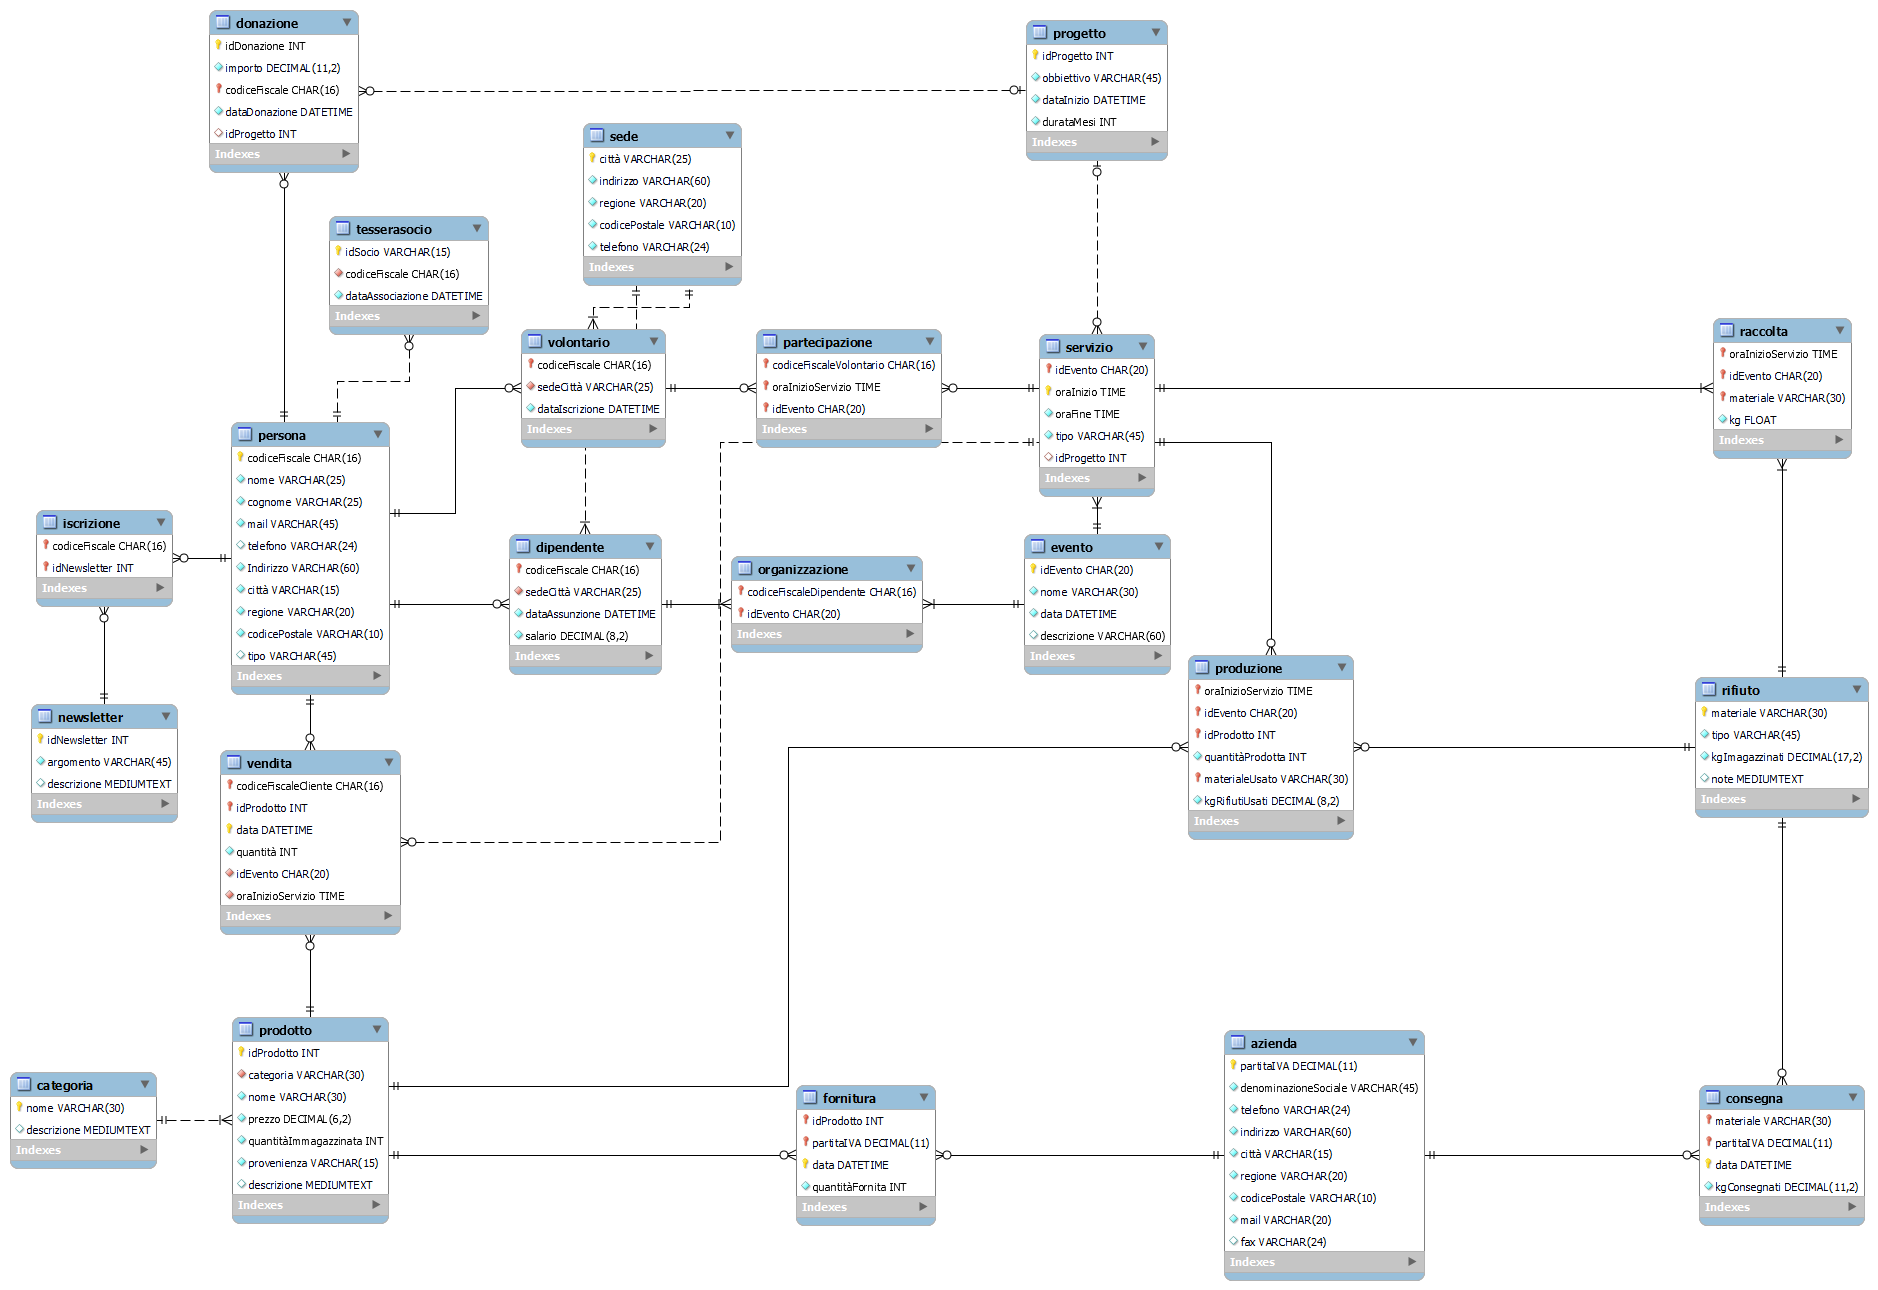 donazione
idDonazione INT
importo DECIMAL(11,2)
codiceFiscale CHAR(16)
dataDonazione DATETIME
idProgetto INT
Indexes
progetto
idProgetto INT
obbiettivo VARCHAR(45)
dataInizio DATETIME
durataMesi INT
Indexes
sede
città VARCHAR(25)
indirizzo VARCHAR(60)
regione VARCHAR(20)
codicePostale VARCHAR(10)
telefono VARCHAR(24)
Indexes
tesserasocio
idSocio VARCHAR(15)
codiceFiscale CHAR(16)
dataAssociazione DATETIME
Indexes
volontario
codiceFiscale CHAR(16)
sedeCittà VARCHAR(25)
dataIscrizione DATETIME
Indexes
partecipazione
codiceFiscaleVolontario CHAR(16)
oraInizioServizio TIME
idEvento CHAR(20)
Indexes
servizio
idEvento CHAR(20)
oraInizio TIME
oraFine TIME
tipo VARCHAR(45)
idProgetto INT
Indexes
raccolta
oraInizioServizio TIME
idEvento CHAR(20)
materiale VARCHAR(30)
kg FLOAT
Indexes
persona
codiceFiscale CHAR(16)
nome VARCHAR(25)
cognome VARCHAR(25)
mail VARCHAR(45)
telefono VARCHAR(24)
Indirizzo VARCHAR(60)
città VARCHAR(15)
regione VARCHAR(20)
codicePostale VARCHAR(10)
tipo VARCHAR(45)
Indexes
iscrizione
codiceFiscale CHAR(16)
idNewsletter INT
Indexes
dipendente
codiceFiscale CHAR(16)
sedeCittà VARCHAR(25)
dataAssunzione DATETIME
salario DECIMAL(8,2)
Indexes
organizzazione
codiceFiscaleDipendente CHAR(16)
idEvento CHAR(20)
Indexes
evento
idEvento CHAR(20)
nome VARCHAR(30)
data DATETIME
descrizione VARCHAR(60)
Indexes
produzione
oraInizioServizio TIME
idEvento CHAR(20)
idProdotto INT
quantitàProdotta INT
materialeUsato VARCHAR(30)
kgRifiutiUsati DECIMAL(8,2)
Indexes
rifiuto
materiale VARCHAR(30)
tipo VARCHAR(45)
kgImagazzinati DECIMAL(17,2)
note MEDIUMTEXT
Indexes
newsletter
idNewsletter INT
argomento VARCHAR(45)
descrizione MEDIUMTEXT
Indexes
vendita
codiceFiscaleCliente CHAR(16)
idProdotto INT
data DATETIME
quantità INT
idEvento CHAR(20)
oraInizioServizio TIME
Indexes
prodotto
idProdotto INT
categoria VARCHAR(30)
nome VARCHAR(30)
prezzo DECIMAL(6,2)
quantitàImmagazzinata INT
provenienza VARCHAR(15)
descrizione MEDIUMTEXT
Indexes
categoria
nome VARCHAR(30)
descrizione MEDIUMTEXT
Indexes
fornitura
idProdotto INT
partitaIVA DECIMAL(11)
data DATETIME
quantitàFornita INT
Indexes
azienda
partitaIVA DECIMAL(11)
denominazioneSociale VARCHAR(45)
telefono VARCHAR(24)
indirizzo VARCHAR(60)
città VARCHAR(15)
regione VARCHAR(20)
codicePostale VARCHAR(10)
mail VARCHAR(20)
fax VARCHAR(24)
Indexes
consegna
materiale VARCHAR(30)
partitaIVA DECIMAL(11)
data DATETIME
kgConsegnati DECIMAL(11,2)
Indexes